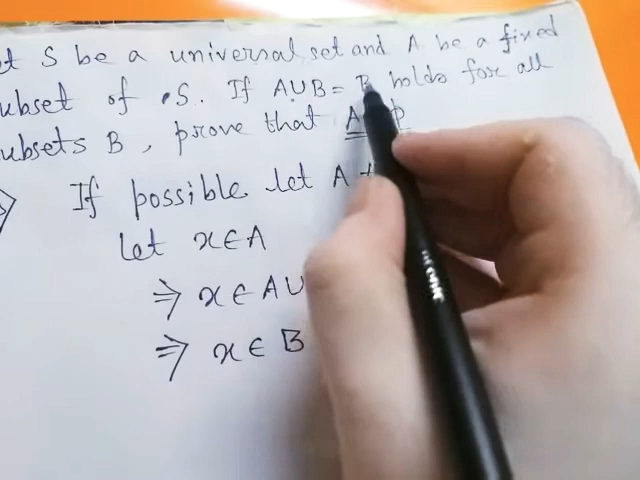 et S be a universal set and A be a fixed
ubset of S. If A∪B = B holds for all
ubsets B, prove that A ϕ
If possible let A ≠
Let x∈A
⇒ x∈A∪
⇒ x∈B